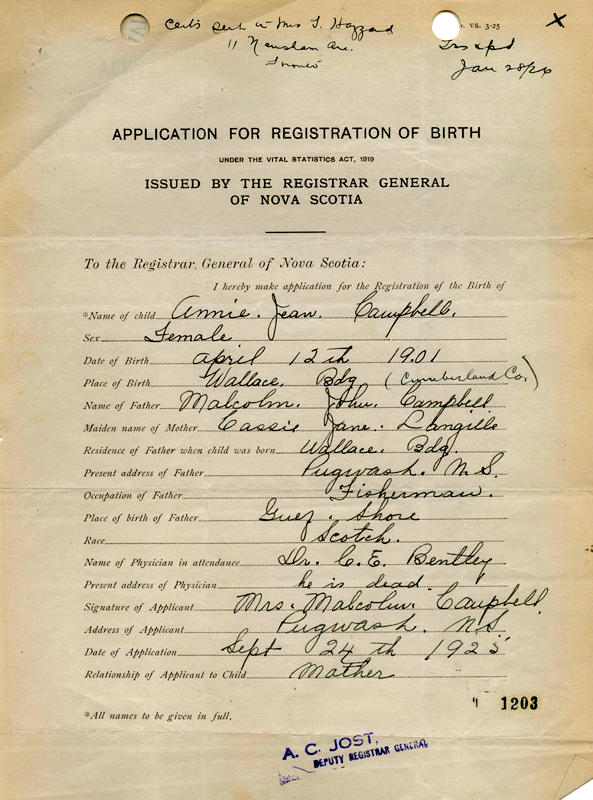 Certs sent to Mrs T. Hazzard
11 Ave.
Toronto
VS. 3-25
X
Jan 28/26
APPLICATION FOR REGISTRATION OF BIRTH
UNDER THE VITAL STATISTICS ACT, 1919
ISSUED BY THE REGISTRAR GENERAL
OF NOVA SCOTIA
To the Registrar General of Nova Scotia:
I hereby make application for the Registration of the Birth of
*Name of child Annie. Jean. Campbell.
Sex Female
Date of Birth April 12th 1901
Place of Birth Wallace. Bdg (Cumberland Co.)
Name of Father Malcolm. John. Campbell
Maiden name of Mother Cassie Jane. Langille
Residence of Father when child was born Wallace. Bdg.
Present address of Father Pugwash. N.S.
Occupation of Father Fisherman.
Place of birth of Father Shore
Race Scotch.
Name of Physician in attendance Dr. C. E. Bentley
Present address of Physician he is dead.
Signature of Applicant Mrs. Malcolm. Campbell
Address of Applicant Pugwash. N.S.
Date of Application Sept 24th 1925
Relationship of Applicant to Child Mother
1203
*All names to be given in full.
A. C. JOST,
DEPUTY REGISTRAR GENERAL